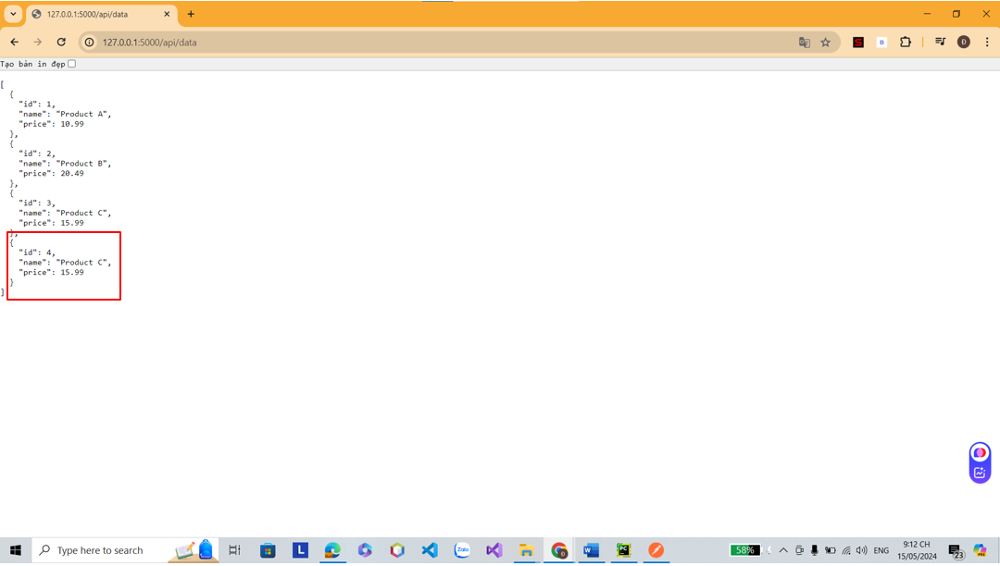 127.0.0.1:5000/api/data
127.0.0.1:5000/api/data
Tạo bản in đẹp
[
{
"id": 1,
"name": "Product A",
"price": 10.99
},
{
"id": 2,
"name": "Product B",
"price": 20.49
},
{
"id": 3,
"name": "Product C",
"price": 15.99
},
{
"id": 4,
"name": "Product C",
"price": 15.99
}
]
Type here to search
L
Zalo
W
PC
58%
ENG
9:12 CH
15/05/2024
23